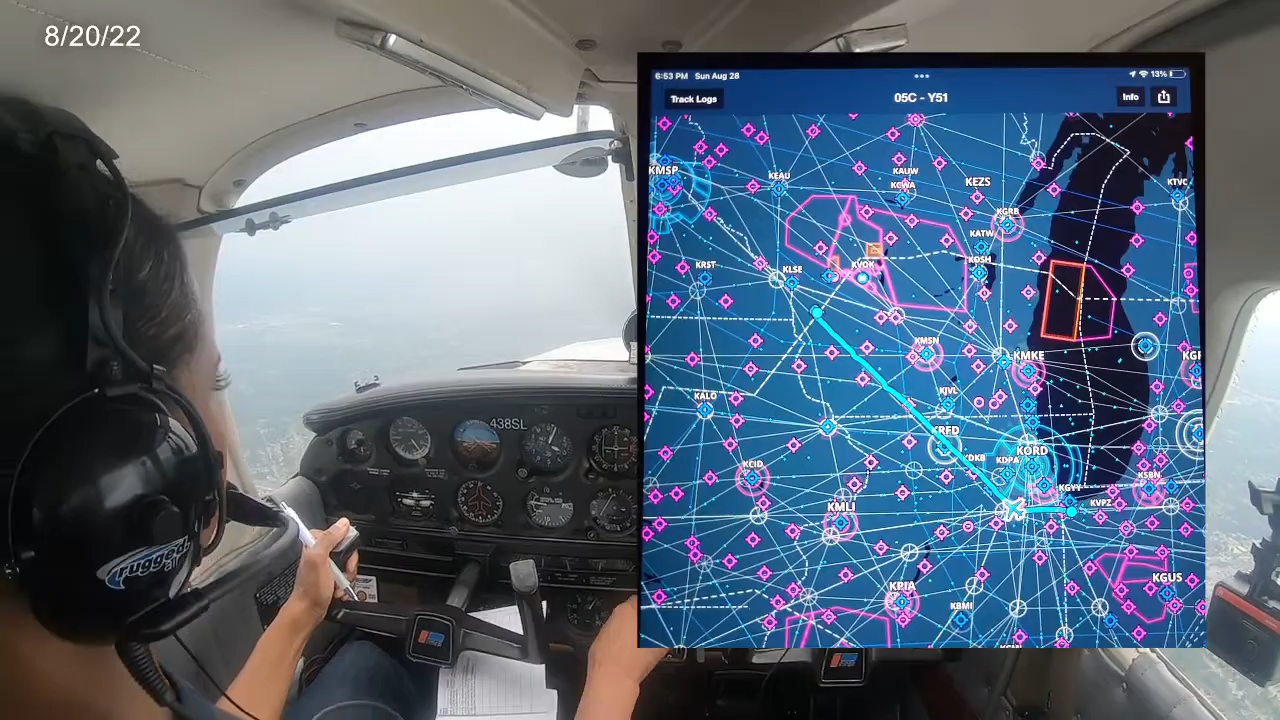 8/20/22
6:53 PM Sun Aug 28
13%
Track Logs
05C - Y51
Info
KMSP
KEAU
KAUW
KCWA
KEZS
KTVC
KGRB
KATW
KRST
KLSE
KVOK
KOSH
KMSN
KMKE
KALO
KJVL
438SL
KRFD
KORD
KDKB
KDPA
KCID
KGYY
KSBN
KVPZ
KMLI
KPIA
KGUS
KBMI
rugged
air